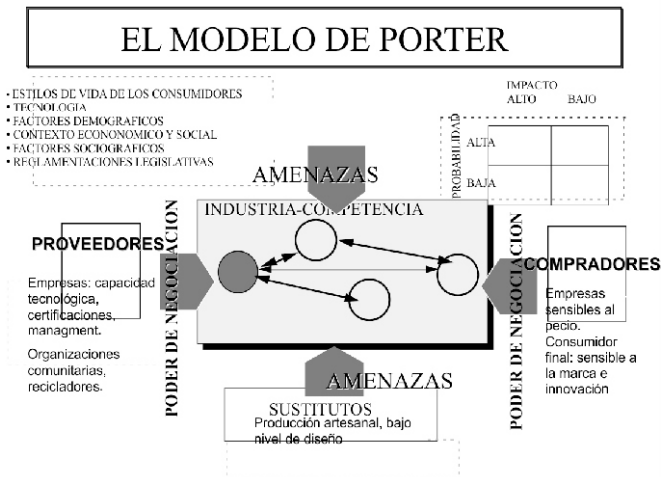 EL MODELO DE PORTER
• ESTILOS DE VIDA DE LOS CONSUMIDORES
• TECNOLOGIA
• FACTORES DEMOGRAFICOS
• CONTEXTO ECONONOMICO Y SOCIAL
• FACTORES SOCIOGRAFICOS
• REGLAMENTACIONES LEGISLATIVAS
IMPACTO
ALTO BAJO
PROBABILIDAD
ALTA
BAJA
AMENAZAS
INDUSTRIA-COMPETENCIA
PROVEEDORES
Empresas: capacidad
tecnológica,
certificaciones,
managment.
Organizaciones
comunitarias,
recicladores.
PODER DE NEGOCIACION
PODER DE NEGOCIACION
COMPRADORES
Empresas
sensibles al
pecio.
Consumidor
final: sensible a
la marca e
innovación
AMENAZAS
SUSTITUTOS
Producción artesanal, bajo
nivel de diseño